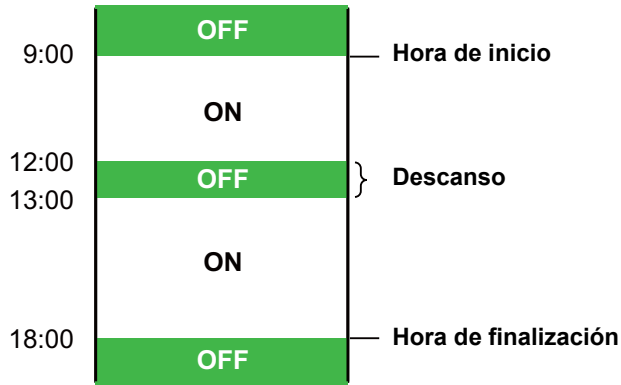 OFF
9:00 Hora de inicio
ON
12:00
OFF Descanso
13:00
ON
18:00 Hora de finalización
OFF